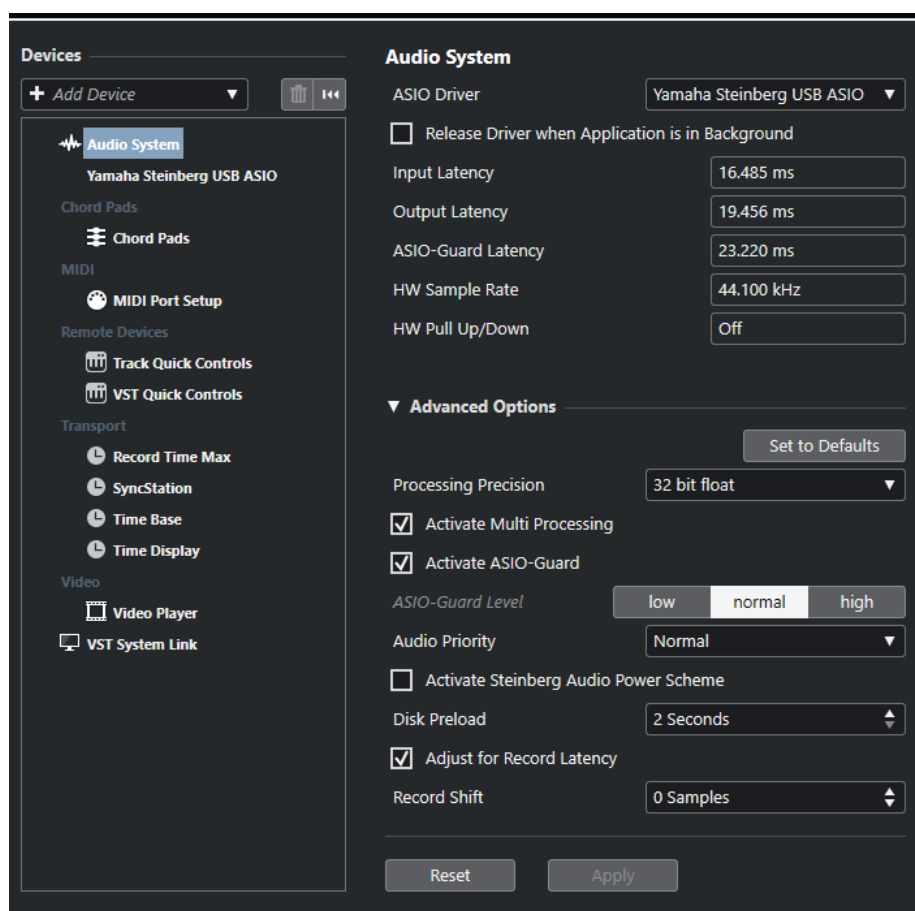 Devices
Add Device
Audio System
Yamaha Steinberg USB ASIO
Chord Pads
Chord Pads
MIDI
MIDI Port Setup
Remote Devices
Track Quick Controls
VST Quick Controls
Transport
Record Time Max
SyncStation
Time Base
Time Display
Video
Video Player
VST System Link
Audio System
ASIO Driver Yamaha Steinberg USB ASIO
Release Driver when Application is in Background
Input Latency 16.485 ms
Output Latency 19.456 ms
ASIO-Guard Latency 23.220 ms
HW Sample Rate 44.100 kHz
HW Pull Up/Down Off
Advanced Options
Set to Defaults
Processing Precision 32 bit float
Activate Multi Processing
Activate ASIO-Guard
ASIO-Guard Level low normal high
Audio Priority Normal
Activate Steinberg Audio Power Scheme
Disk Preload 2 Seconds
Adjust for Record Latency
Record Shift 0 Samples
Reset Apply